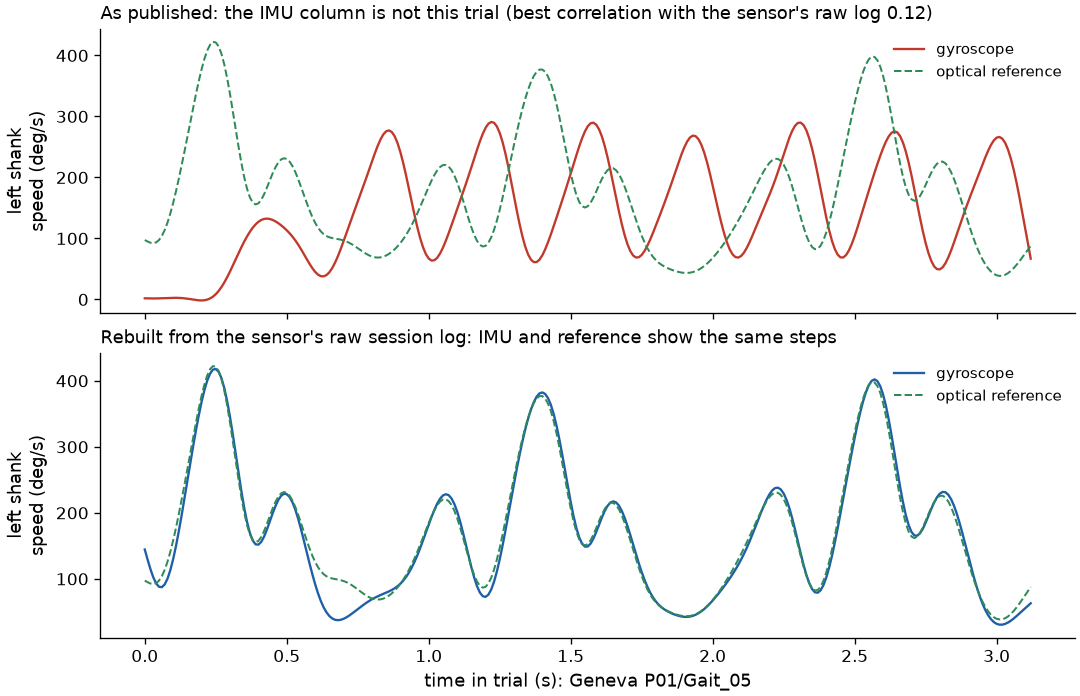 As published: the IMU column is not this trial (best correlation with the sensor's raw log 0.12)
left shank
speed (deg/s)
400
300
200
100
0
gyroscope
optical reference
Rebuilt from the sensor's raw session log: IMU and reference show the same steps
left shank
speed (deg/s)
400
300
200
100
gyroscope
optical reference
0.0 0.5 1.0 1.5 2.0 2.5 3.0
time in trial (s): Geneva P01/Gait_05